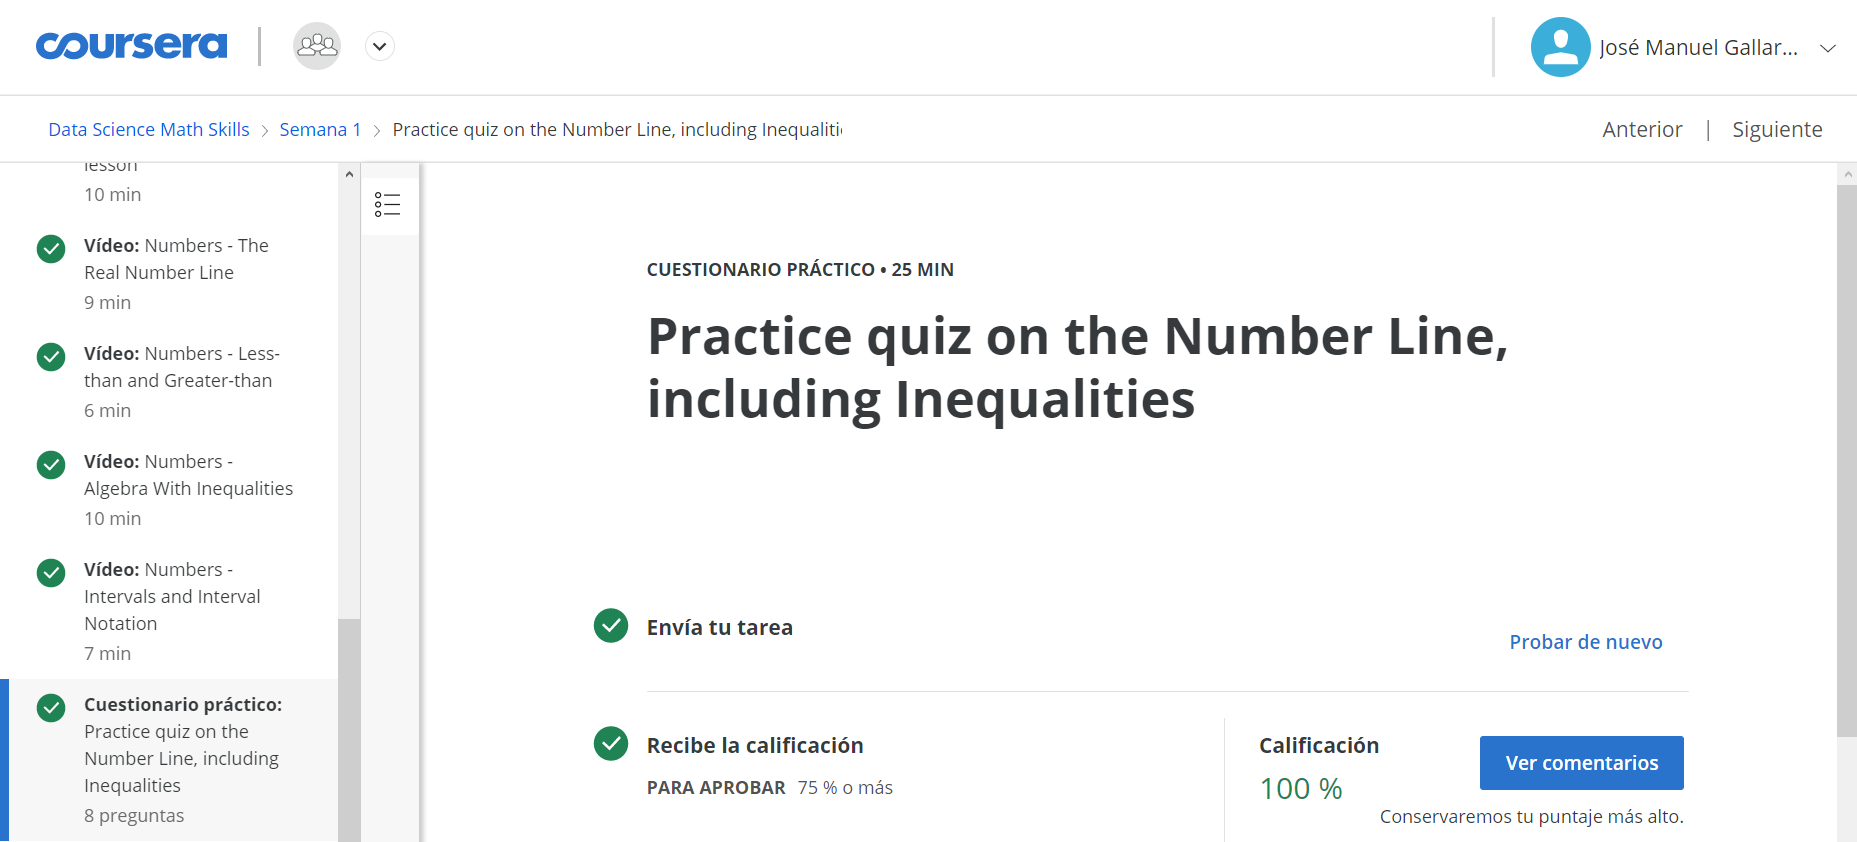 coursera
José Manuel Gallar...
Data Science Math Skills
Semana 1
Practice quiz on the Number Line, including Inequaliti
Anterior | Siguiente
lesson
10 min
Vídeo: Numbers - The
Real Number Line
9 min
Vídeo: Numbers - Less-
than and Greater-than
6 min
Vídeo: Numbers -
Algebra With Inequalities
10 min
Vídeo: Numbers -
Intervals and Interval
Notation
7 min
Cuestionario práctico:
Practice quiz on the
Number Line, including
Inequalities
8 preguntas
CUESTIONARIO PRÁCTICO • 25 MIN
Practice quiz on the Number Line,
including Inequalities
Envía tu tarea
Probar de nuevo
Recibe la calificación
PARA APROBAR 75 % o más
Calificación
100 %
Ver comentarios
Conservaremos tu puntaje más alto.